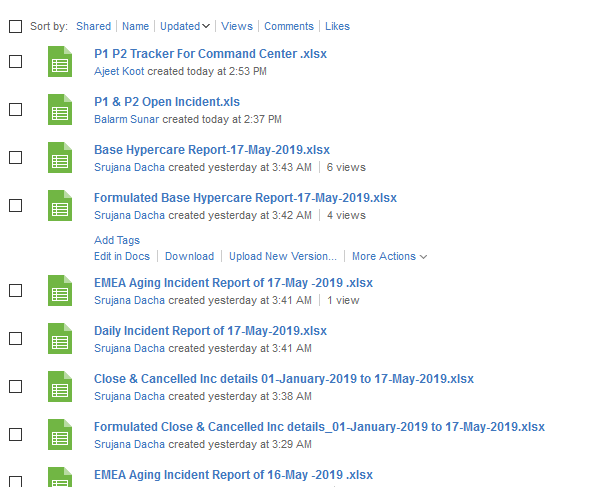 Sort by: Shared Name Updated Views Comments Likes
P1 P2 Tracker For Command Center .xlsx
Ajeet Koot created today at 2:53 PM
P1 & P2 Open Incident.xls
Balarm Sunar created today at 2:37 PM
Base Hypercare Report-17-May-2019.xlsx
Srujana Dacha created yesterday at 3:43 AM 6 views
Formulated Base Hypercare Report-17-May-2019.xlsx
Srujana Dacha created yesterday at 3:42 AM 4 views
Add Tags
Edit in Docs Download Upload New Version... More Actions
EMEA Aging Incident Report of 17-May -2019 .xlsx
Srujana Dacha created yesterday at 3:41 AM 1 view
Daily Incident Report of 17-May-2019.xlsx
Srujana Dacha created yesterday at 3:41 AM
Close & Cancelled Inc details 01-January-2019 to 17-May-2019.xlsx
Srujana Dacha created yesterday at 3:38 AM
Formulated Close & Cancelled Inc details_01-January-2019 to 17-May-2019.xlsx
Srujana Dacha created yesterday at 3:29 AM
EMEA Aging Incident Report of 16-May -2019 .xlsx